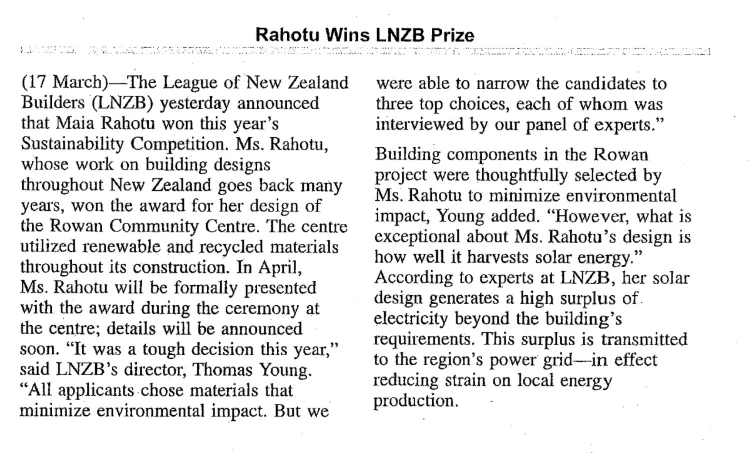 Rahotu Wins LNZB Prize
(17 March)—The League of New Zealand
Builders (LNZB) yesterday announced
that Maia Rahotu won this year's
Sustainability Competition. Ms. Rahotu,
whose work on building designs
throughout New Zealand goes back many
years, won the award for her design of
the Rowan Community Centre. The centre
utilized renewable and recycled materials
throughout its construction. In April,
Ms. Rahotu will be formally presented
with the award during the ceremony at
the centre; details will be announced
soon. “It was a tough decision this year,”
said LNZB's director, Thomas Young.
“All applicants chose materials that
minimize environmental impact. But we
were able to narrow the candidates to
three top choices, each of whom was
interviewed by our panel of experts.”
Building components in the Rowan
project were thoughtfully selected by
Ms. Rahotu to minimize environmental
impact, Young added. “However, what is
exceptional about Ms. Rahotu's design is
how well it harvests solar energy.”
According to experts at LNZB, her solar
design generates a high surplus of
electricity beyond the building's
requirements. This surplus is transmitted
to the region's power grid—in effect
reducing strain on local energy
production.